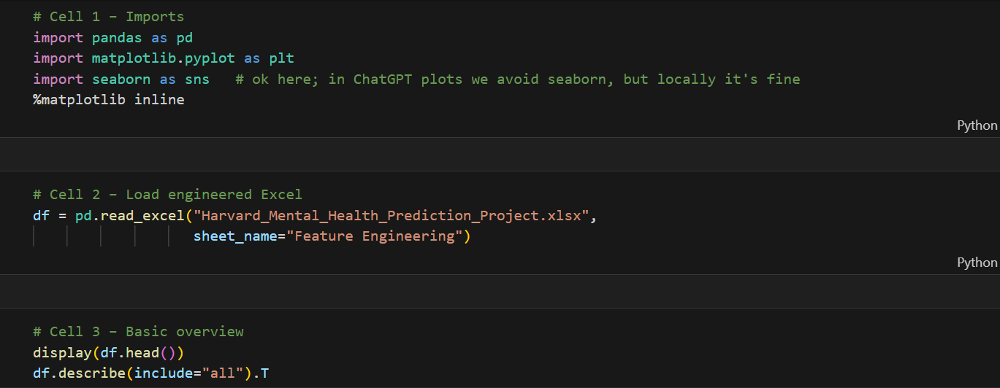 # Cell 1 – Imports
import pandas as pd
import matplotlib.pyplot as plt
import seaborn as sns   # ok here; in ChatGPT plots we avoid seaborn, but locally it's fine
%matplotlib inline
Python
# Cell 2 – Load engineered Excel
df = pd.read_excel("Harvard_Mental_Health_Prediction_Project.xlsx",
                   sheet_name="Feature Engineering")
Python
# Cell 3 – Basic overview
display(df.head())
df.describe(include="all").T